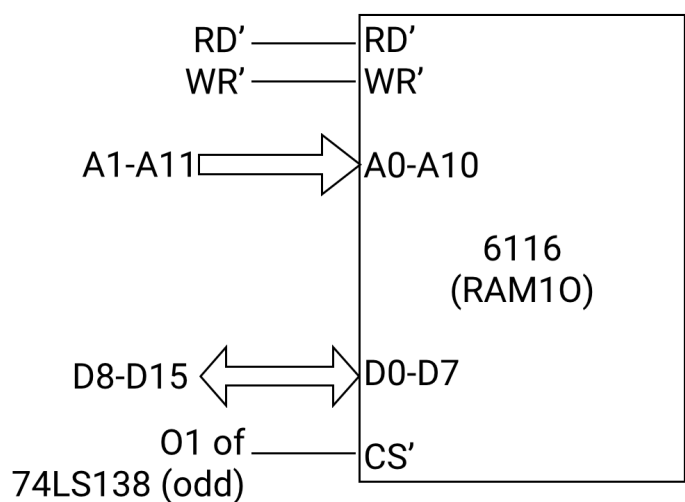 RD’ RD’
WR’ WR’
A1-A11 A0-A10
6116
(RAM1O)
D8-D15 D0-D7
O1 of
74LS138 (odd)
CS’